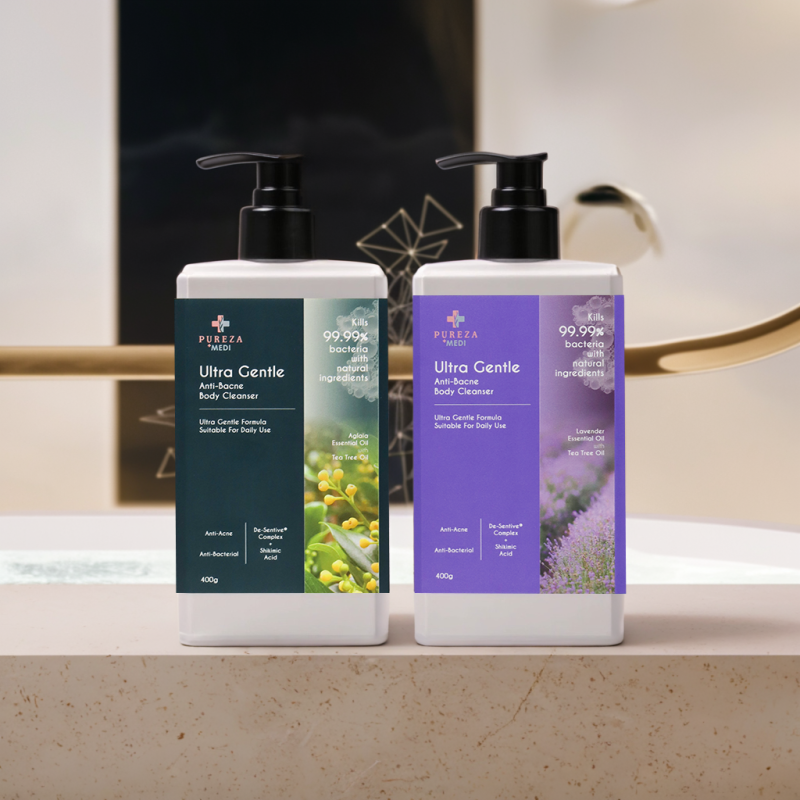 PUREZA
+MEDI
Ultra Gentle
Anti-Bacne
Body Cleanser
Ultra Gentle Formula
Suitable For Daily Use
Anti-Acne
Anti-Bacterial
De-Sentive®
Complex
+
Shikimic
Acid
400g
Kills
99.99%
bacteria
with
natural
ingredients
Aglaia
Essential Oil
with
Tea Tree Oil
PUREZA
+MEDI
Ultra Gentle
Anti-Bacne
Body Cleanser
Ultra Gentle Formula
Suitable For Daily Use
Anti-Acne
Anti-Bacterial
De-Sentive®
Complex
+
Shikimic
Acid
400g
Kills
99.99%
bacteria
with
natural
ingredients
Lavender
Essential Oil
with
Tea Tree Oil